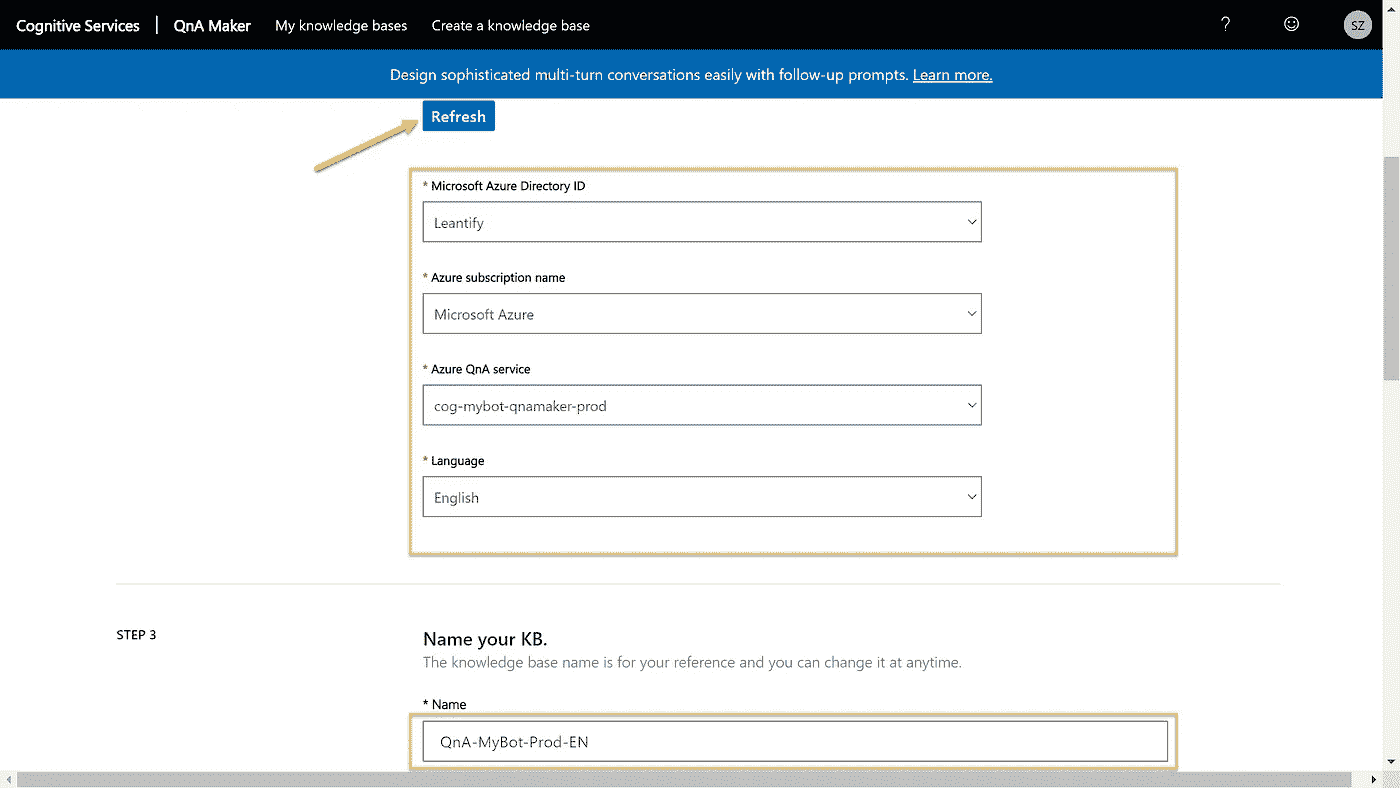 Cognitive Services | QnA Maker My knowledge bases Create a knowledge base ? SZ
Design sophisticated multi-turn conversations easily with follow-up prompts. Learn more.
Refresh
* Microsoft Azure Directory ID
Leantify
* Azure subscription name
Microsoft Azure
* Azure QnA service
cog-mybot-qnamaker-prod
* Language
English
STEP 3
Name your KB.
The knowledge base name is for your reference and you can change it at anytime.
* Name
QnA-MyBot-Prod-EN